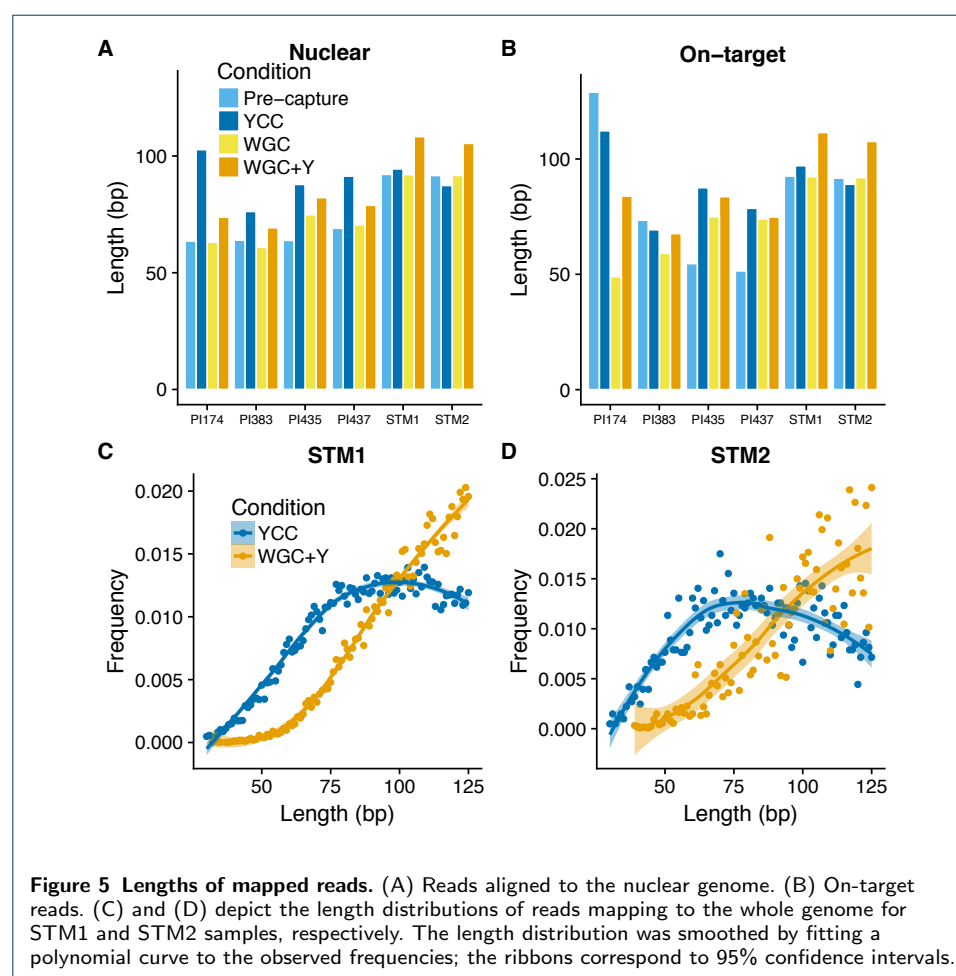 A
Nuclear
Condition
Pre−capture
YCC
WGC
WGC+Y
Length (bp)
100
50
0
PI174 PI383 PI435 PI437 STM1 STM2
B
On−target
Length (bp)
100
50
0
PI174 PI383 PI435 PI437 STM1 STM2
C
STM1
Condition
YCC
WGC+Y
Frequency
0.020
0.015
0.010
0.005
0.000
50 75 100 125
Length (bp)
D
STM2
Frequency
0.025
0.020
0.015
0.010
0.005
0.000
50 75 100 125
Length (bp)
Figure 5 Lengths of mapped reads. (A) Reads aligned to the nuclear genome. (B) On-target
reads. (C) and (D) depict the length distributions of reads mapping to the whole genome for
STM1 and STM2 samples, respectively. The length distribution was smoothed by fitting a
polynomial curve to the observed frequencies; the ribbons correspond to 95% confidence intervals.